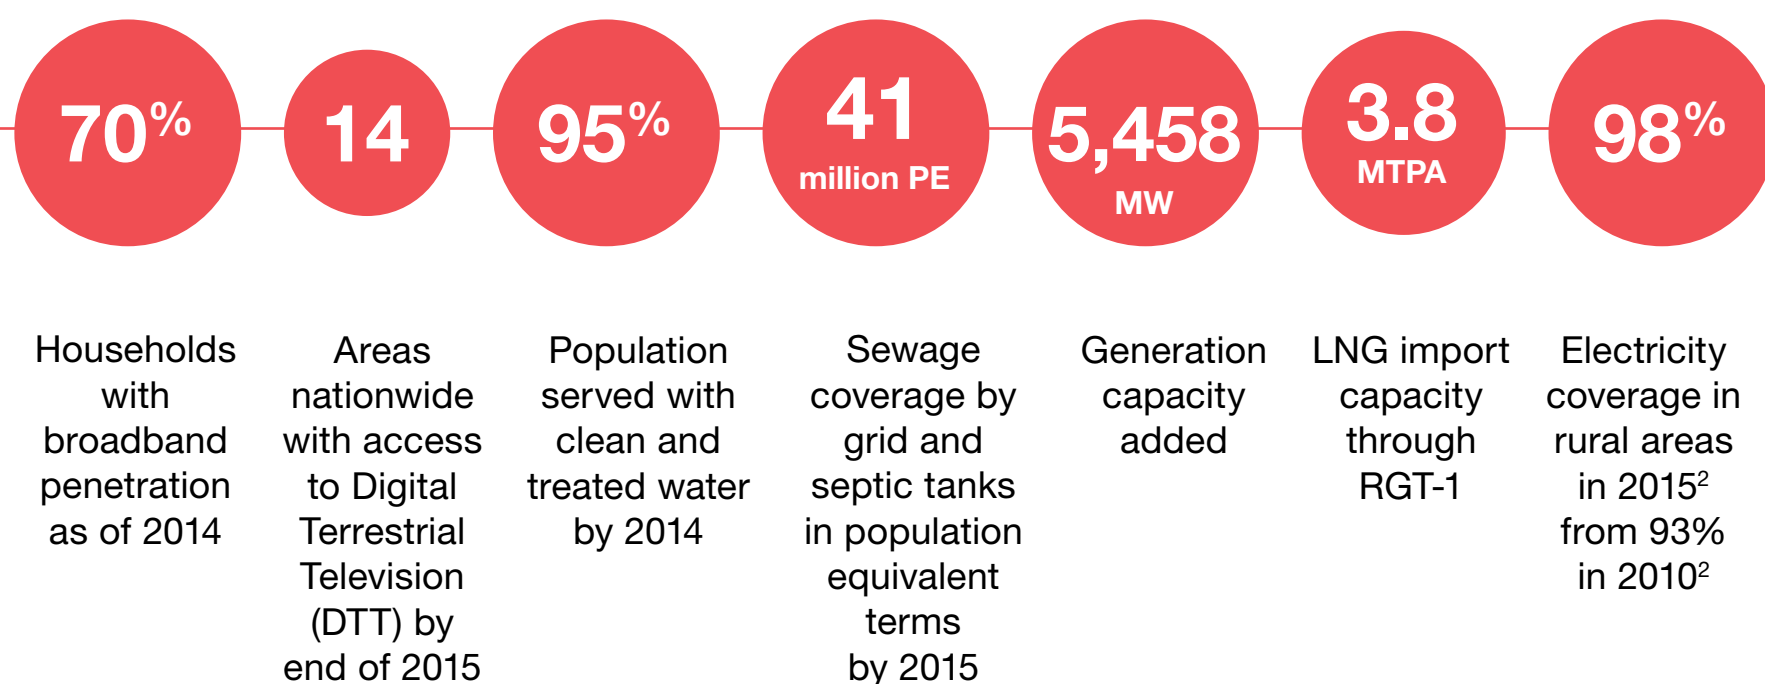 70%
14
95%
41
million PE
5,458
MW
3.8
MTPA
98%
Households
with
broadband
penetration
as of 2014
Areas
nationwide
with access
to Digital
Terrestrial
Television
(DTT) by
end of 2015
Population
served with
clean and
treated water
by 2014
Sewage
coverage by
grid and
septic tanks
in population
equivalent
terms
by 2015
Generation
capacity
added
LNG import
capacity
through
RGT-1
Electricity
coverage in
rural areas
in 2015²
from 93%
in 2010²